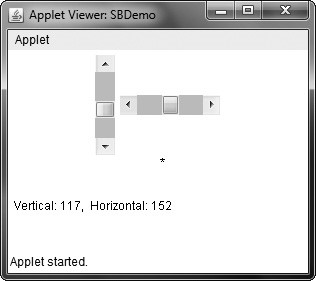 Applet Viewer: SBDemo
Applet
*
Vertical: 117, Horizontal: 152
Applet started.